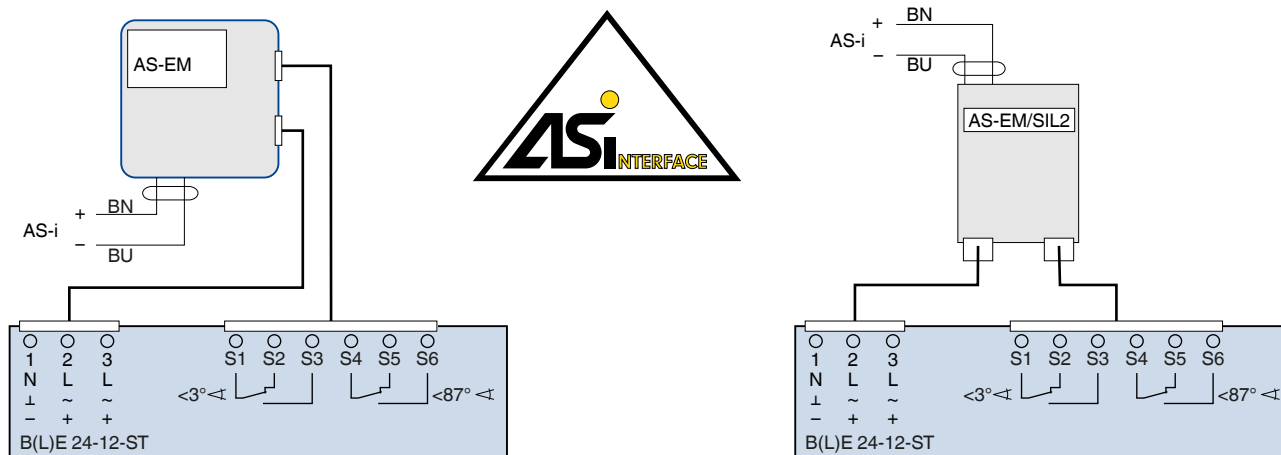 AS-EM
AS-i
+ BN
− BU
1 2 3 S1 S2 S3 S4 S5 S6
N L L
<3° <87°
⊥ ~ ~
− + +
B(L)E 24-12-ST
ASi
INTERFACE
AS-i
+ BN
− BU
AS-EM/SIL2
1 2 3 S1 S2 S3 S4 S5 S6
N L L
<3° <87°
⊥ ~ ~
− + +
B(L)E 24-12-ST